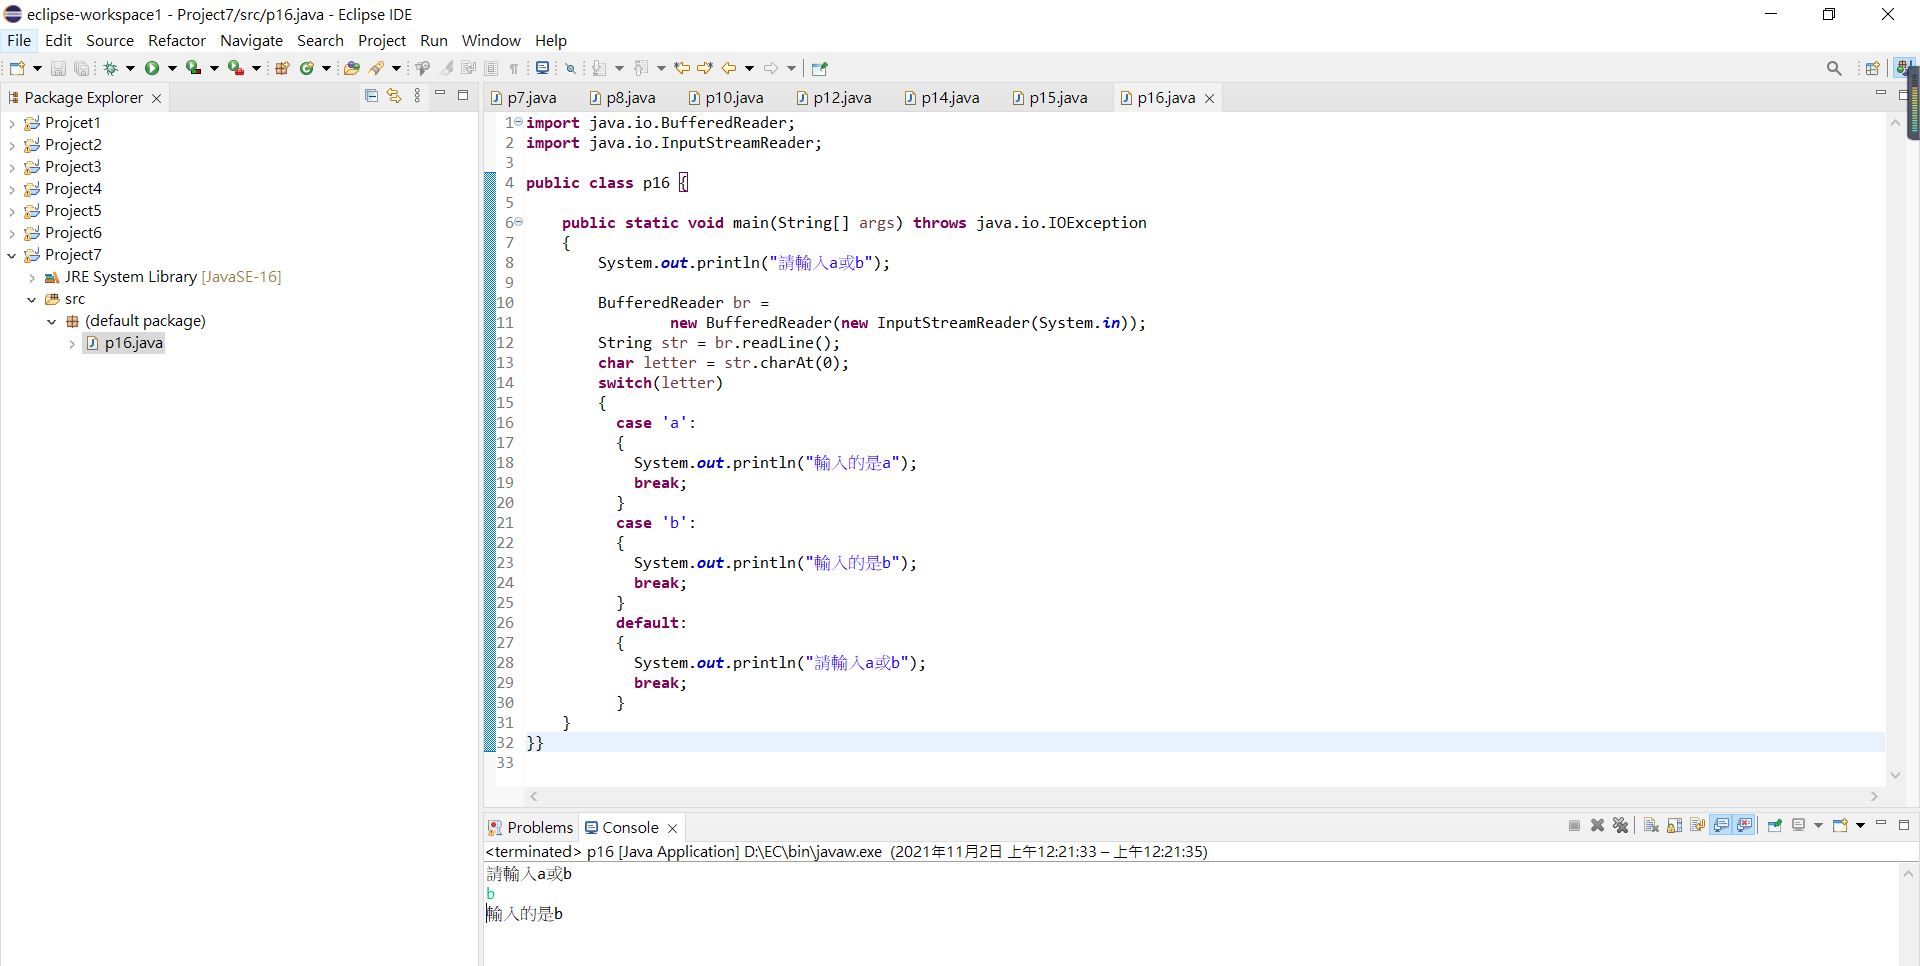 eclipse-workspace1 - Project7/src/p16.java - Eclipse IDE
File Edit Source Refactor Navigate Search Project Run Window Help
Package Explorer
p7.java p8.java p10.java p12.java p14.java p15.java p16.java
Projcet1
Project2
Project3
Project4
Project5
Project6
Project7
JRE System Library [JavaSE-16]
src
(default package)
p16.java
1 import java.io.BufferedReader;
2 import java.io.InputStreamReader;
3
4 public class p16 {
5
6 public static void main(String[] args) throws java.io.IOException
7 {
8 System.out.println("請輸入a或b");
9
10 BufferedReader br =
11 new BufferedReader(new InputStreamReader(System.in));
12 String str = br.readLine();
13 char letter = str.charAt(0);
14 switch(letter)
15 {
16 case 'a':
17 {
18 System.out.println("輸入的是a");
19 break;
20 }
21 case 'b':
22 {
23 System.out.println("輸入的是b");
24 break;
25 }
26 default:
27 {
28 System.out.println("請輸入a或b");
29 break;
30 }
31 }
32 }}
33
Problems Console
<terminated> p16 [Java Application] D:\EC\bin\javaw.exe (2021年11月2日 上午12:21:33 – 上午12:21:35)
請輸入a或b
b
輸入的是b